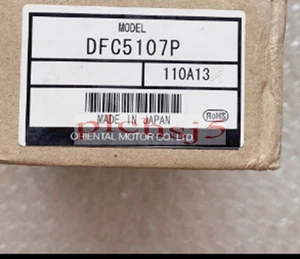 MODEL
DFC5107P
110A13
RoHS
MADE IN JAPAN
ORIENTAL MOTOR CO., LTD.